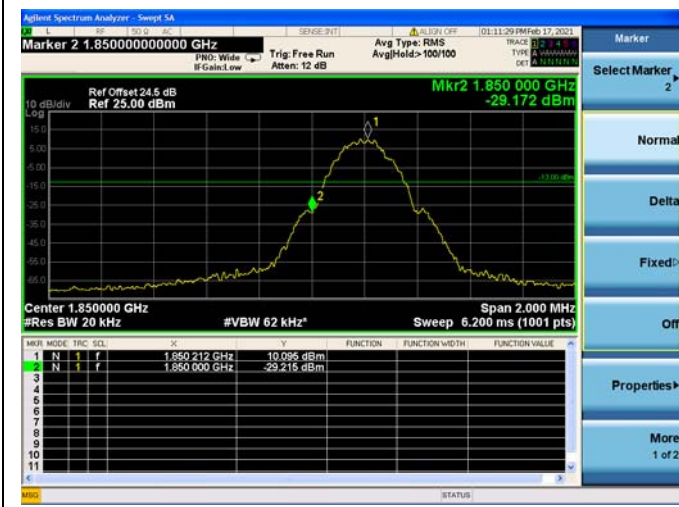 Agilent Spectrum Analyzer - Swept SA
L RF 50 Ω AC SENSE:INT ALIGN OFF 01:11:29 PM Feb 17, 2021
Marker 2 1.850000000000 GHz
PNO: Wide
IFGain:Low
Trig: Free Run
Atten: 12 dB
Avg Type: RMS
Avg|Hold:>100/100
TRACE 1 2 3 4 5 6
TYPE A WWWWW
DET A N N N N N
Marker
Select Marker
2
Normal
Delta
Fixed
Off
Properties
More
1 of 2
Mkr2 1.850 000 GHz
-29.172 dBm
Ref Offset 24.5 dB
10 dB/div Ref 25.00 dBm
Log
15.0
5.00
-5.00
-15.0
-25.0
-35.0
-45.0
-55.0
-65.0
1
2
-13.00 dBm
Center 1.850000 GHz Span 2.000 MHz
#Res BW 20 kHz #VBW 62 kHz* Sweep 6.200 ms (1001 pts)
MKR MODE TRC SCL X Y FUNCTION FUNCTION WIDTH FUNCTION VALUE
1 N 1 f 1.850 212 GHz 10.095 dBm
2 N 1 f 1.850 000 GHz -29.215 dBm
3
4
5
6
7
8
9
10
11
MSG STATUS